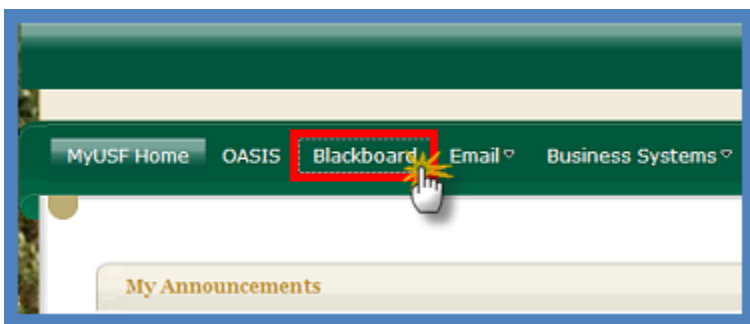 MyUSF Home OASIS Blackboard Email Business Systems
My Announcements